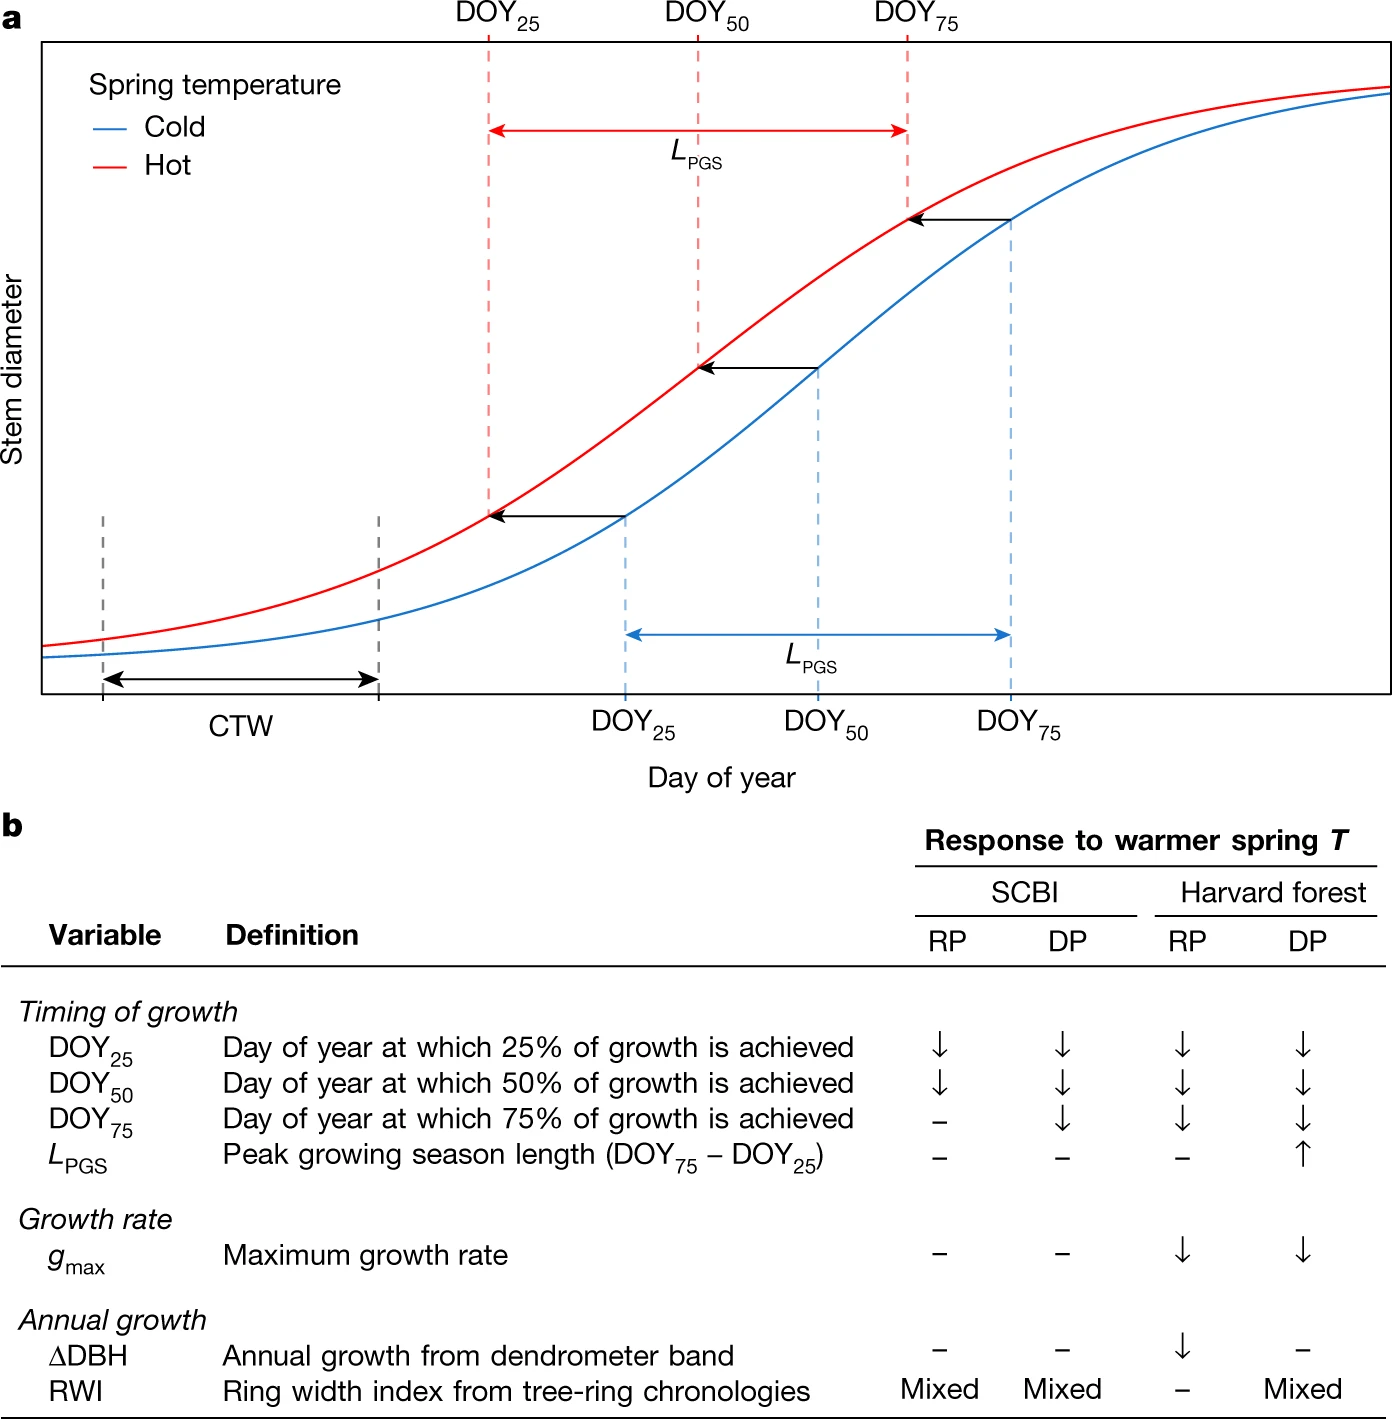 a
DOY25 DOY50 DOY75
Spring temperature
Cold
Hot
LPGS
Stem diameter
LPGS
CTW
DOY25 DOY50 DOY75
Day of year
b
Response to warmer spring T
SCBI Harvard forest
Variable Definition RP DP RP DP
Timing of growth
DOY25 Day of year at which 25% of growth is achieved ↓ ↓ ↓ ↓
DOY50 Day of year at which 50% of growth is achieved ↓ ↓ ↓ ↓
DOY75 Day of year at which 75% of growth is achieved – ↓ ↓ ↓
LPGS Peak growing season length (DOY75 – DOY25) – – – ↑
Growth rate
gmax Maximum growth rate – – ↓ ↓
Annual growth
ΔDBH Annual growth from dendrometer band – – ↓ –
RWI Ring width index from tree-ring chronologies Mixed Mixed – Mixed